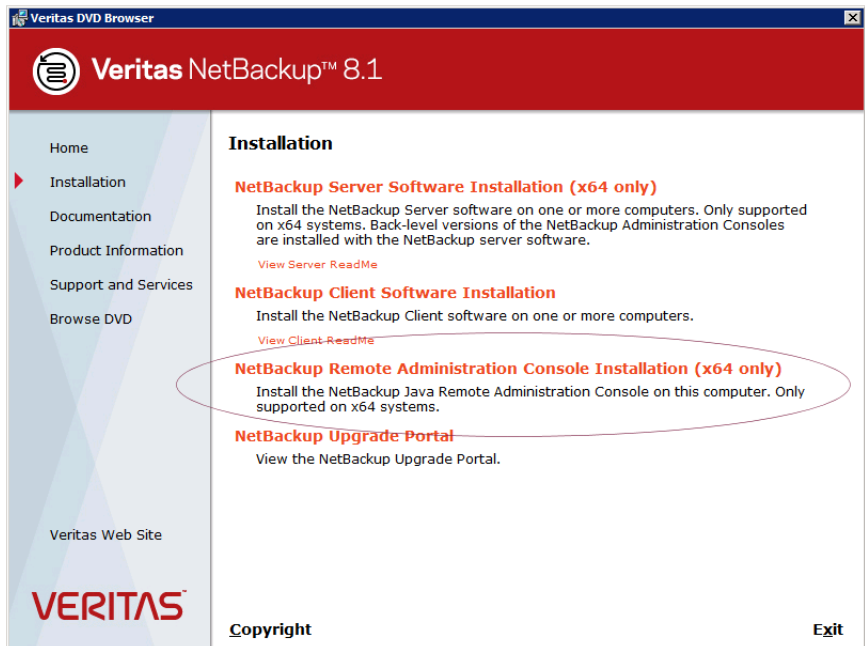 Veritas DVD Browser
Veritas NetBackup™ 8.1
Home
Installation
Documentation
Product Information
Support and Services
Browse DVD
Veritas Web Site
VERITAS™
Installation
NetBackup Server Software Installation (x64 only)
Install the NetBackup Server software on one or more computers. Only supported
on x64 systems. Back-level versions of the NetBackup Administration Consoles
are installed with the NetBackup server software.
View Server ReadMe
NetBackup Client Software Installation
Install the NetBackup Client software on one or more computers.
View Client ReadMe
NetBackup Remote Administration Console Installation (x64 only)
Install the NetBackup Java Remote Administration Console on this computer. Only
supported on x64 systems.
NetBackup Upgrade Portal
View the NetBackup Upgrade Portal.
Copyright
Exit